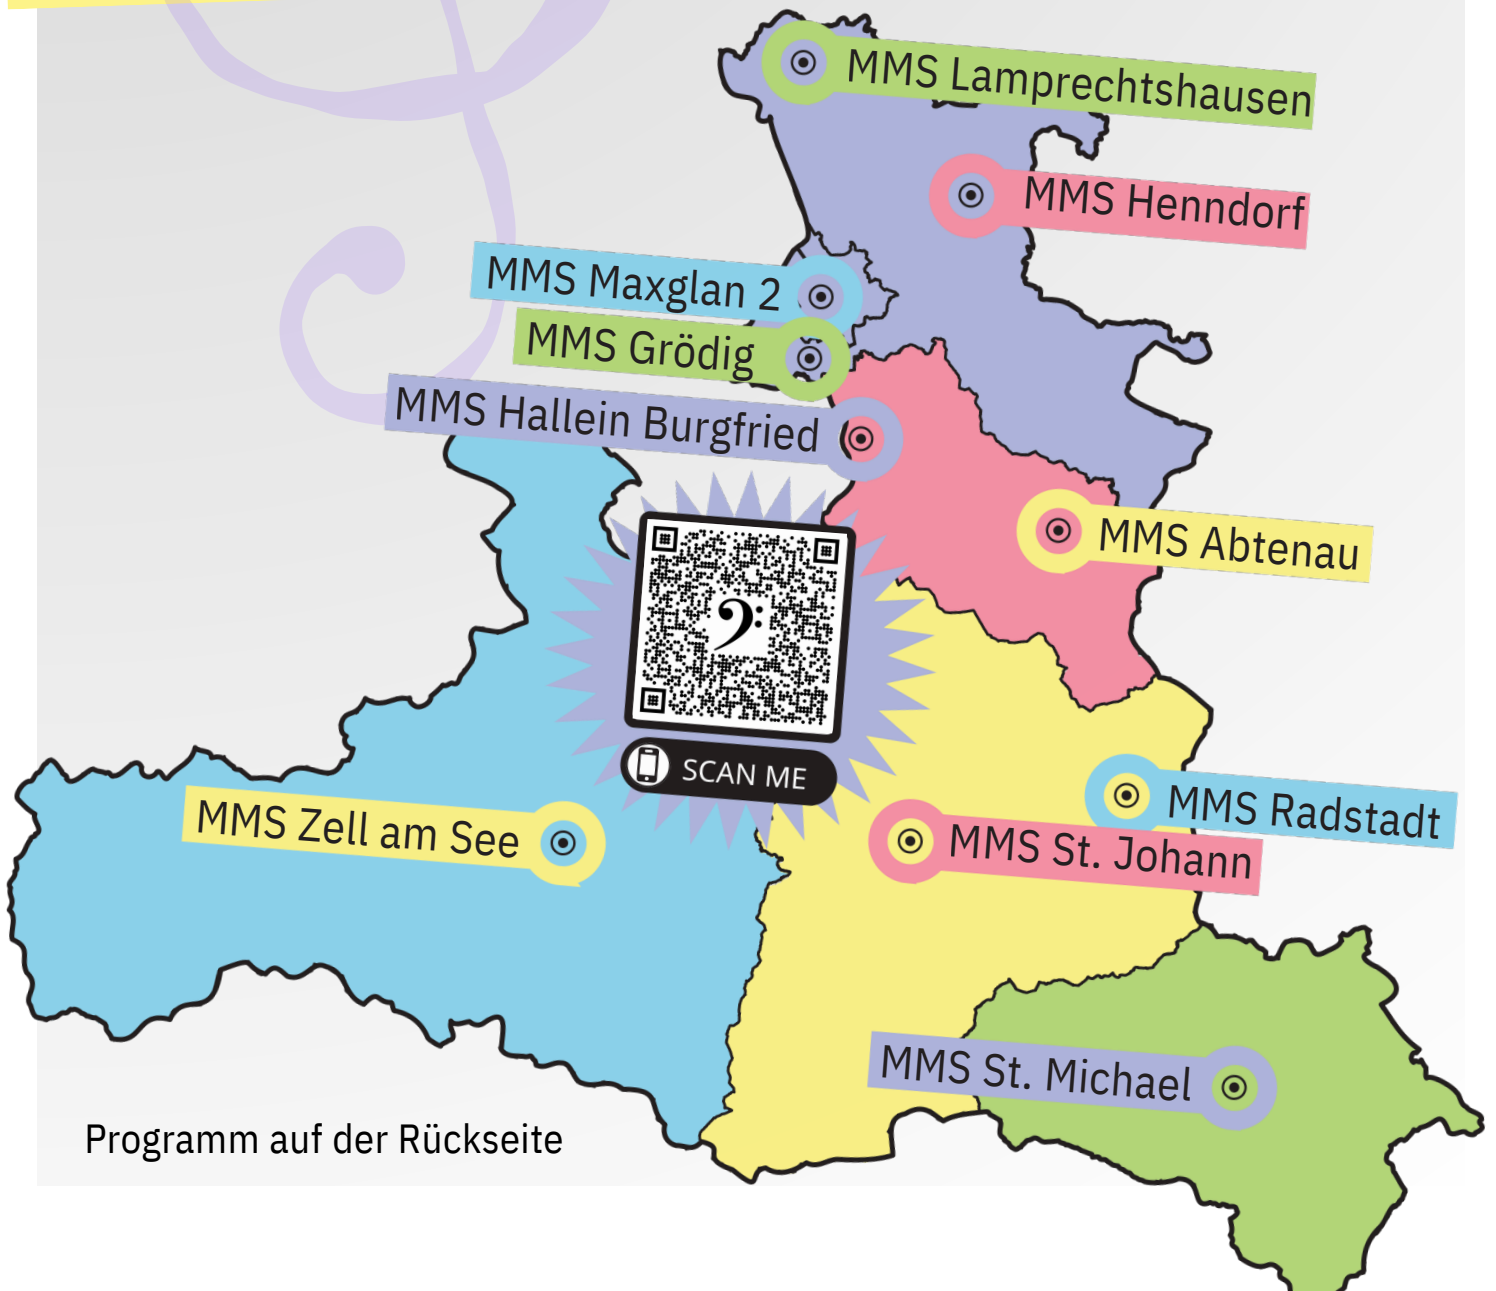 MMS Lamprechtshausen
MMS Henndorf
MMS Maxglan 2
MMS Grödig
MMS Hallein Burgfried
MMS Abtenau
SCAN ME
MMS Radstadt
MMS Zell am See
MMS St. Johann
MMS St. Michael
Programm auf der Rückseite